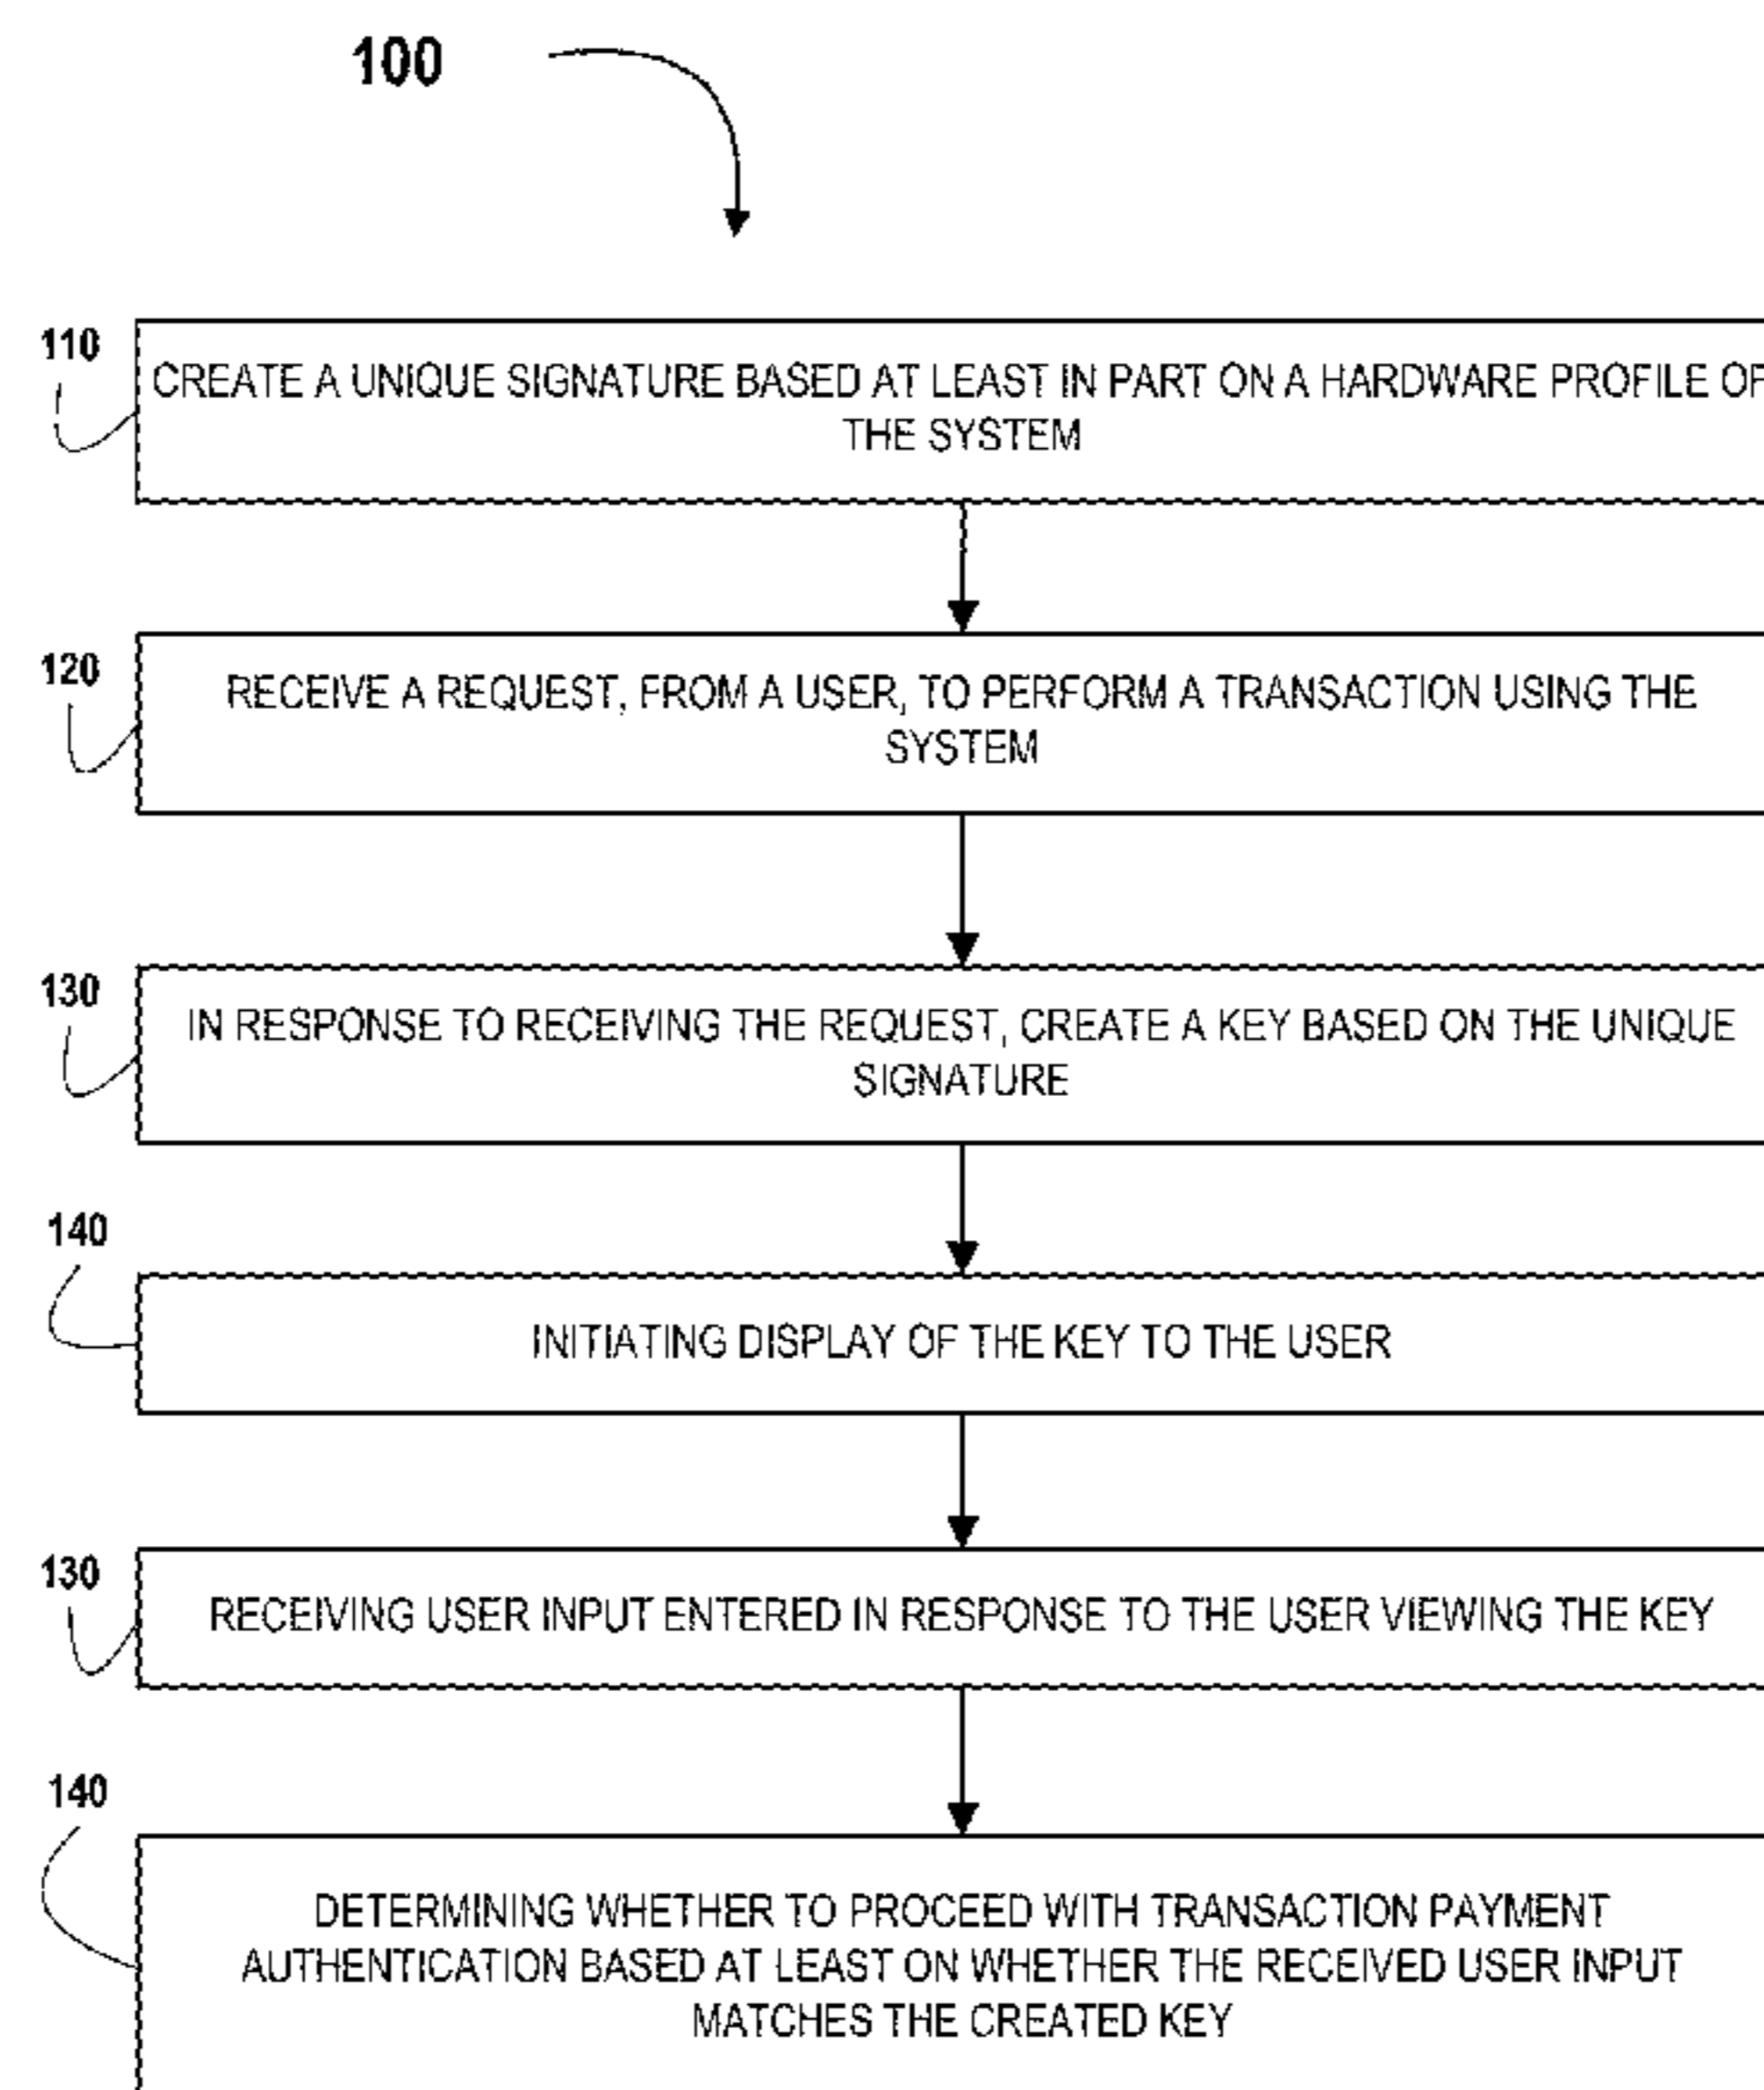 100
110
CREATE A UNIQUE SIGNATURE BASED AT LEAST IN PART ON A HARDWARE PROFILE OF
THE SYSTEM
120
RECEIVE A REQUEST, FROM A USER, TO PERFORM A TRANSACTION USING THE
SYSTEM
130
IN RESPONSE TO RECEIVING THE REQUEST, CREATE A KEY BASED ON THE UNIQUE
SIGNATURE
140
INITIATING DISPLAY OF THE KEY TO THE USER
130
RECEIVING USER INPUT ENTERED IN RESPONSE TO THE USER VIEWING THE KEY
140
DETERMINING WHETHER TO PROCEED WITH TRANSACTION PAYMENT
AUTHENTICATION BASED AT LEAST ON WHETHER THE RECEIVED USER INPUT
MATCHES THE CREATED KEY